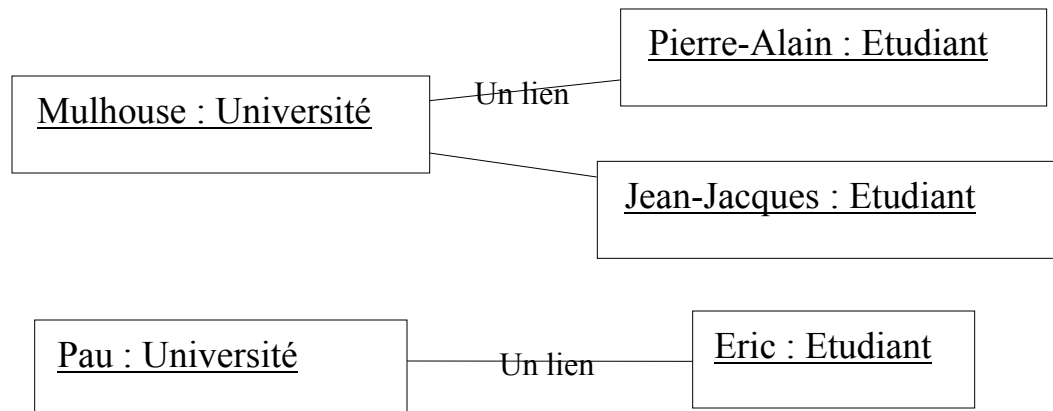 Pierre-Alain : Etudiant
Un lien
Mulhouse : Université
Jean-Jacques : Etudiant
Pau : Université
Un lien
Eric : Etudiant